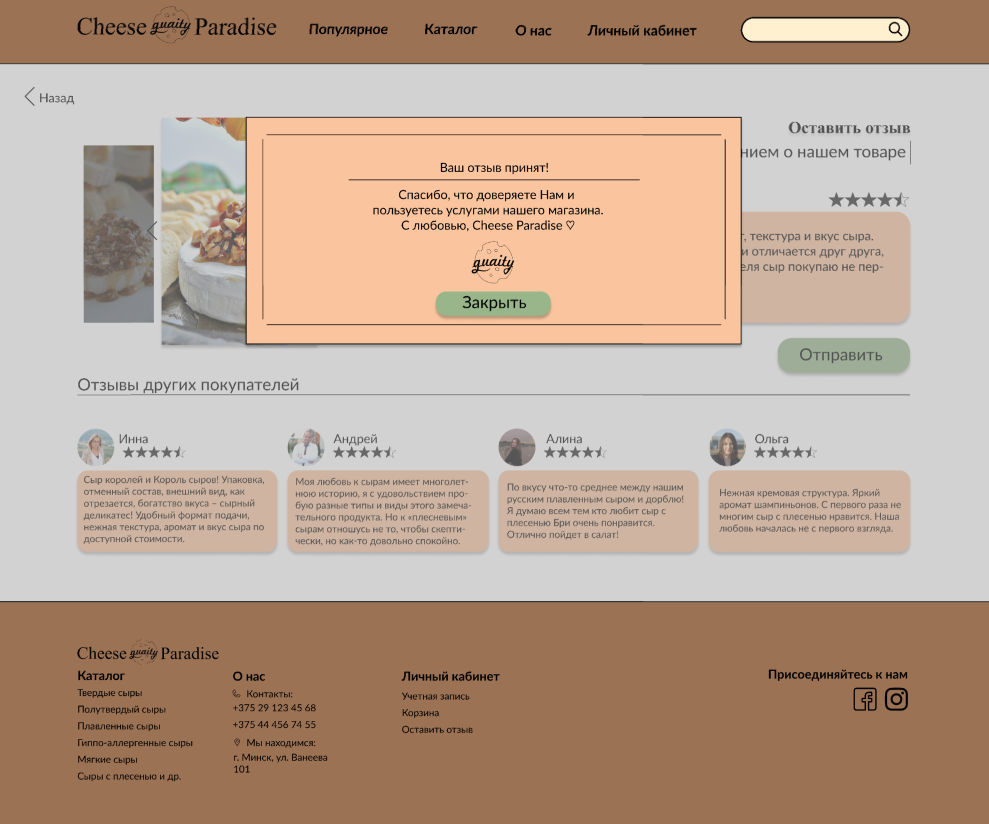 Cheese guaity Paradise
Популярное
Каталог
О нас
Личный кабинет
Назад
Оставить отзыв
нием о нашем товаре
Ваш отзыв принят!
Спасибо, что доверяете Нам и
пользуетесь услугами нашего магазина.
С любовью, Cheese Paradise ♡
guaity
Закрыть
, текстура и вкус сыра.
и отличается друг друга,
еля сыр покупаю не пер-
Отправить
Отзывы других покупателей
Инна
Сыр королей и Король сыров! Упаковка,
отменный состав, внешний вид, как
отрезается, богатство вкуса – сырный
деликатес! Удобный формат подачи,
нежная текстура, аромат и вкус сыра по
доступной стоимости.
Андрей
Моя любовь к сырам имеет многолет-
нюю историю, я с удовольствием про-
бую разные типы и виды этого замеча-
тельного продукта. Но к «плесневым»
сырам отношусь не то, чтобы скепти-
чески, но как-то довольно спокойно.
Алина
По вкусу что-то среднее между нашим
русским плавленным сыром и дорблю!
Я думаю всем тем кто любит сыр с
плесенью Бри очень понравится.
Отлично пойдет в салат!
Ольга
Нежная кремовая структура. Яркий
аромат шампиньонов. С первого раза не
многим сыр с плесенью нравится. Наша
любовь началась не с первого взгляда.
Cheese guaity Paradise
Каталог
Твердые сыры
Полутвердый сыры
Плавленные сыры
Гиппо-аллергенные сыры
Мягкие сыры
Сыры с плесенью и др.
О нас
Контакты:
+375 29 123 45 68
+375 44 456 74 55
Мы находимся:
г. Минск, ул. Ванеева
101
Личный кабинет
Учетная запись
Корзина
Оставить отзыв
Присоединяйтесь к нам